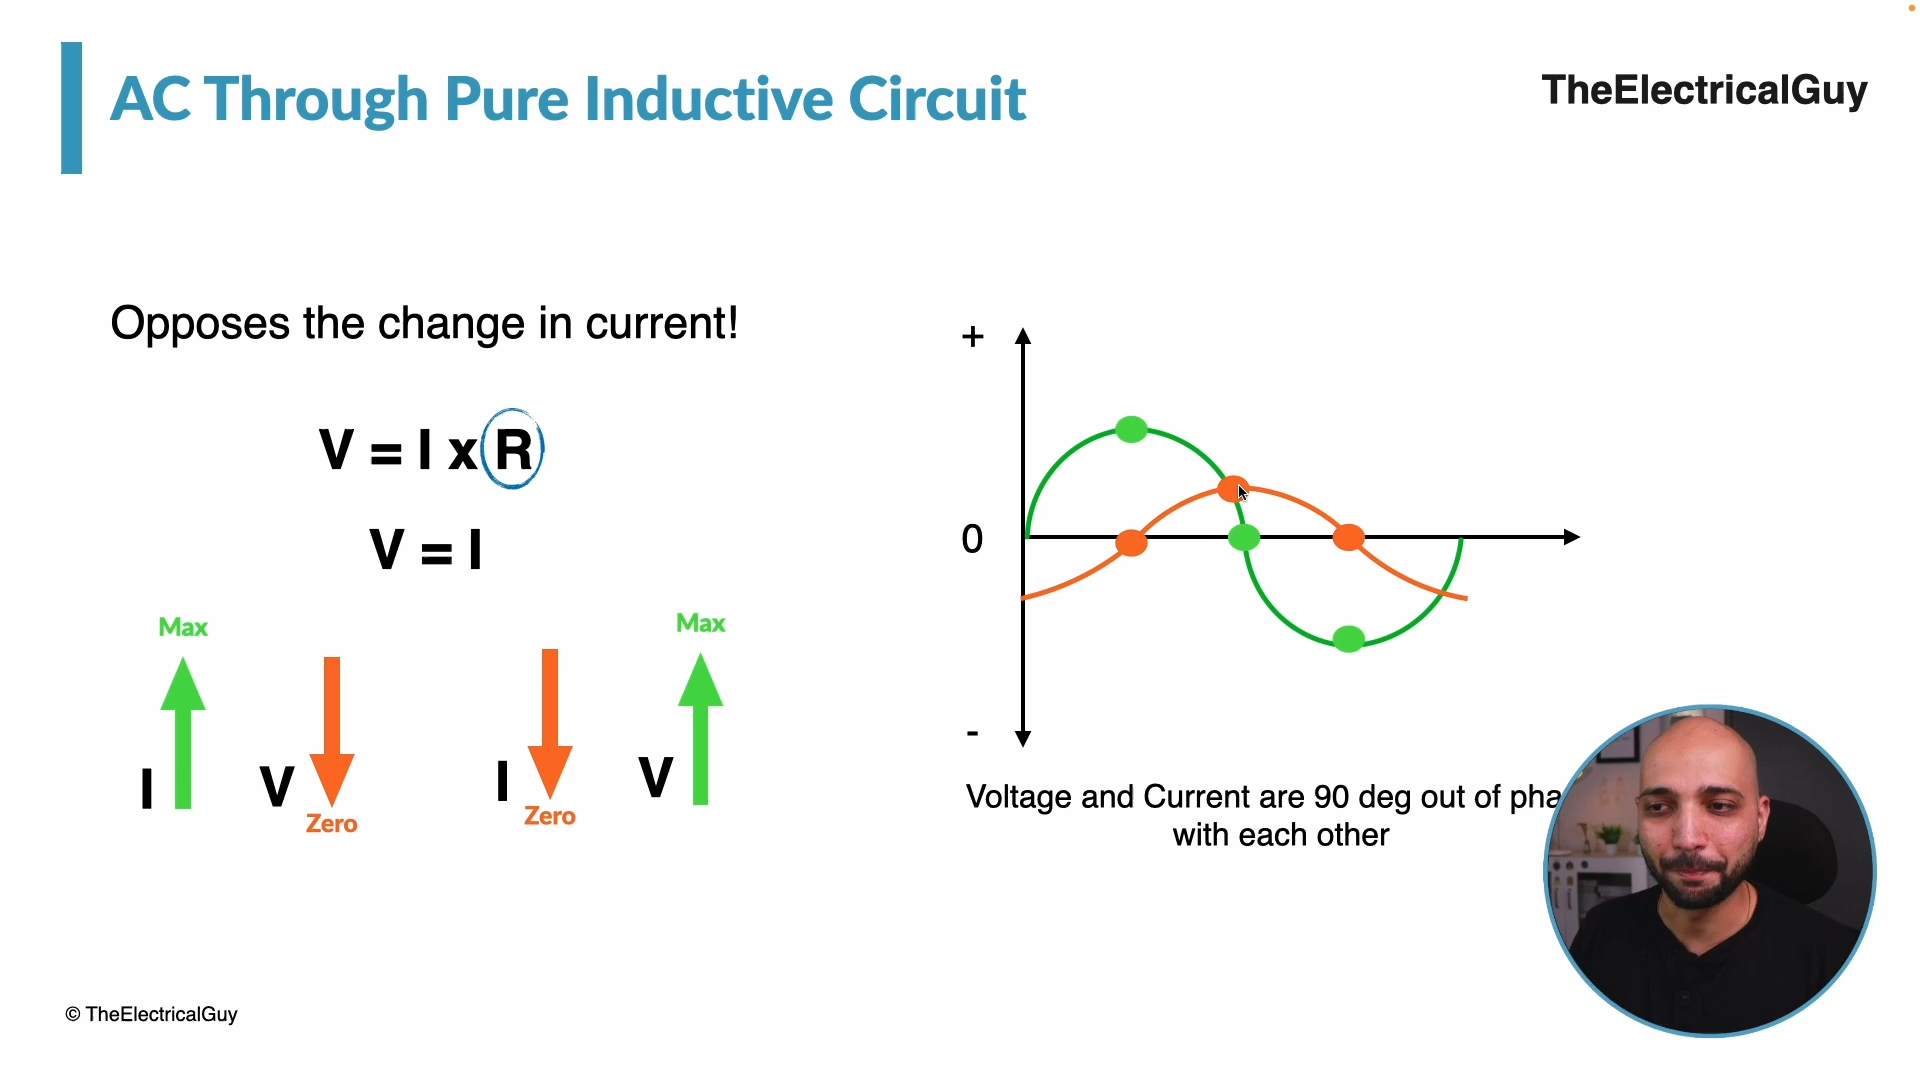 AC Through Pure Inductive Circuit
TheElectricalGuy
Opposes the change in current!
V = I x R
V = I
Max
I
V
Zero
I
Zero
Max
V
+
0
-
Voltage and Current are 90 deg out of pha
with each other
© TheElectricalGuy